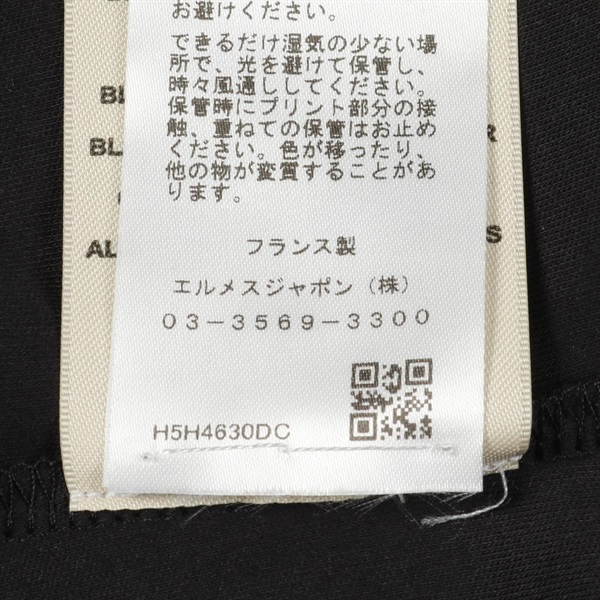 お避けください。
できるだけ湿気の少ない場
所で、光を避けて保管し、
時々風通ししてください。
保管時にプリント部分の接
触、重ねての保管はお止め
ください。色が移ったり、
他の物が変質することがあ
ります。
フランス製
エルメスジャポン（株）
03-3569-3300
H5H4630DC